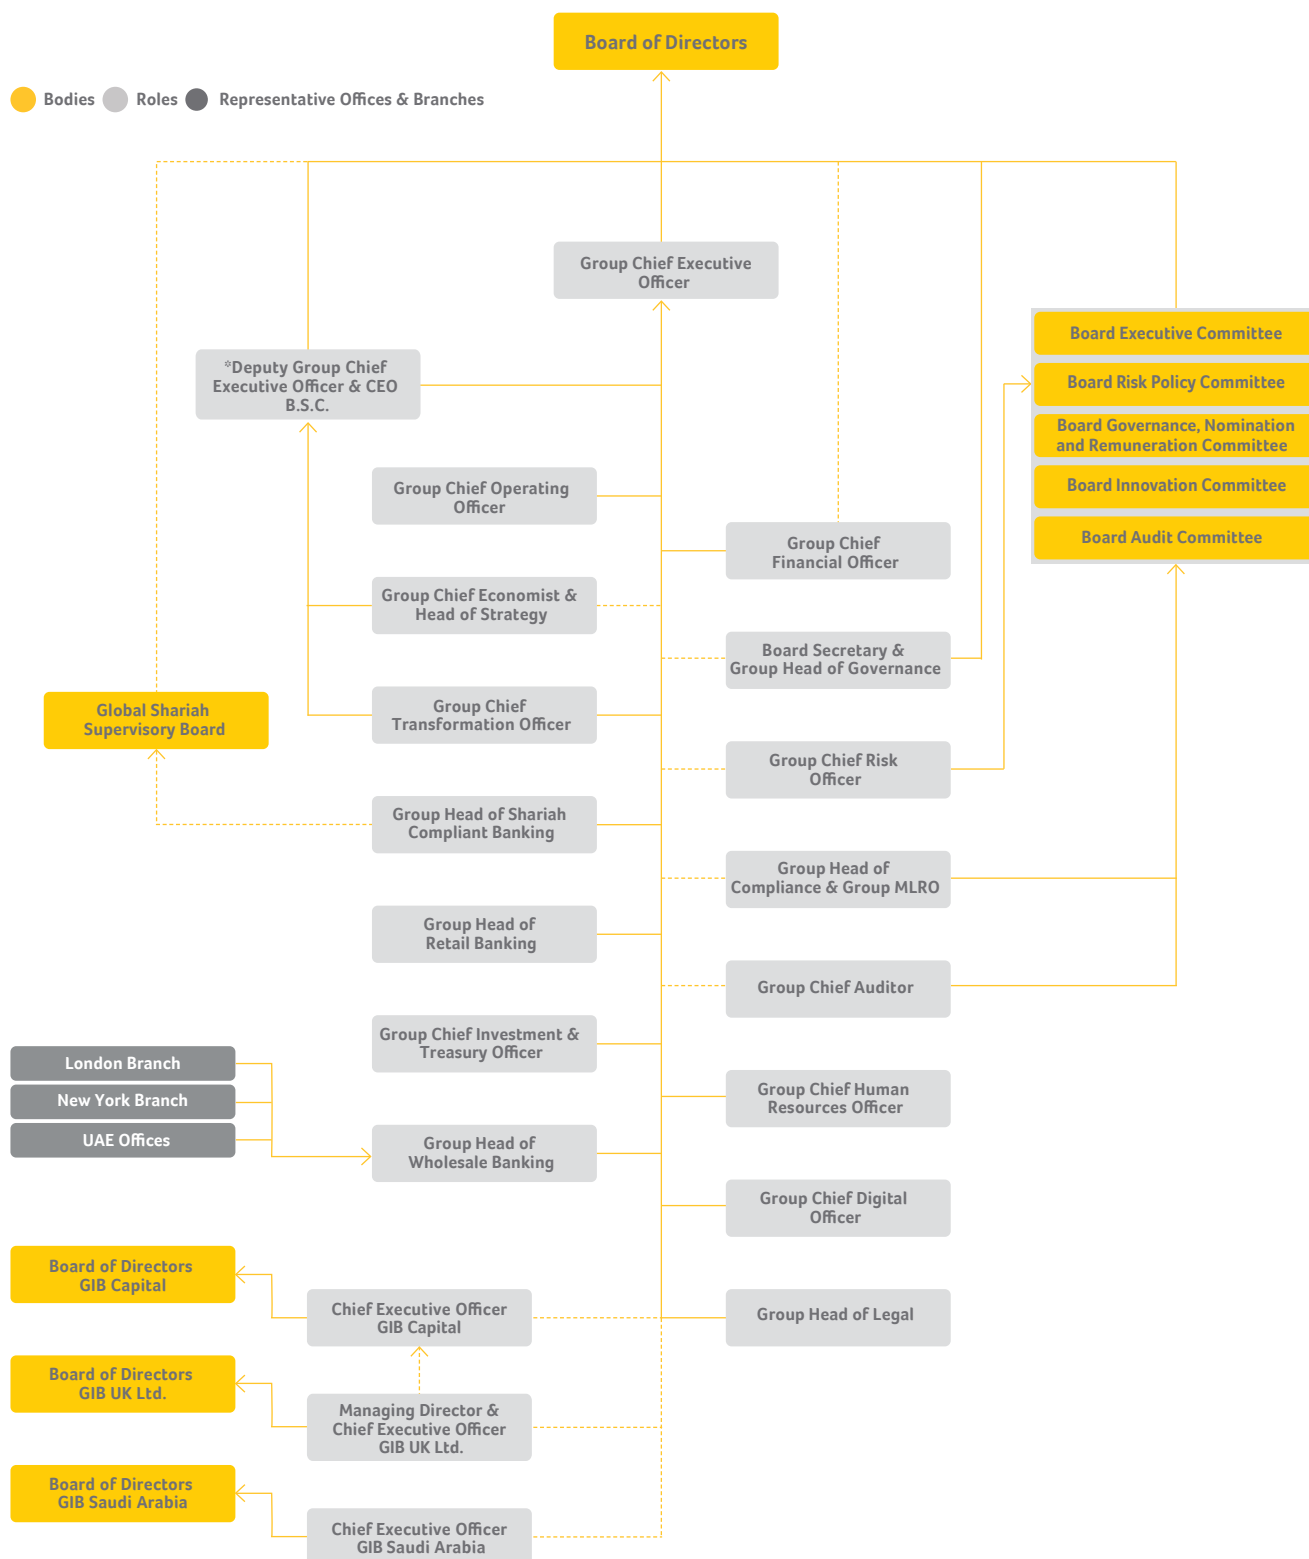 Board of Directors
Bodies
Roles
Representative Offices & Branches
Group Chief Executive
Officer
*Deputy Group Chief
Executive Officer & CEO
B.S.C.
Board Executive Committee
Board Risk Policy Committee
Board Governance, Nomination
and Remuneration Committee
Board Innovation Committee
Board Audit Committee
Group Chief Operating
Officer
Group Chief
Financial Officer
Group Chief Economist &
Head of Strategy
Board Secretary &
Group Head of Governance
Global Shariah
Supervisory Board
Group Chief
Transformation Officer
Group Chief Risk
Officer
Group Head of Shariah
Compliant Banking
Group Head of
Compliance & Group MLRO
Group Head of
Retail Banking
Group Chief Auditor
Group Chief Investment &
Treasury Officer
London Branch
New York Branch
UAE Offices
Group Chief Human
Resources Officer
Group Head of
Wholesale Banking
Group Chief Digital
Officer
Board of Directors
GIB Capital
Chief Executive Officer
GIB Capital
Group Head of Legal
Board of Directors
GIB UK Ltd.
Managing Director &
Chief Executive Officer
GIB UK Ltd.
Board of Directors
GIB Saudi Arabia
Chief Executive Officer
GIB Saudi Arabia